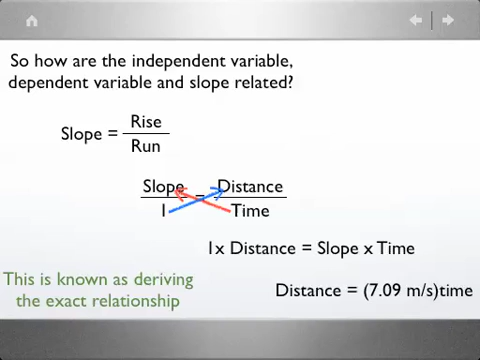 So how are the independent variable,
dependent variable and slope related?
Slope = Rise
Run
Slope = Distance
1 Time
1x Distance = Slope x Time
This is known as deriving
the exact relationship
Distance = (7.09 m/s)time